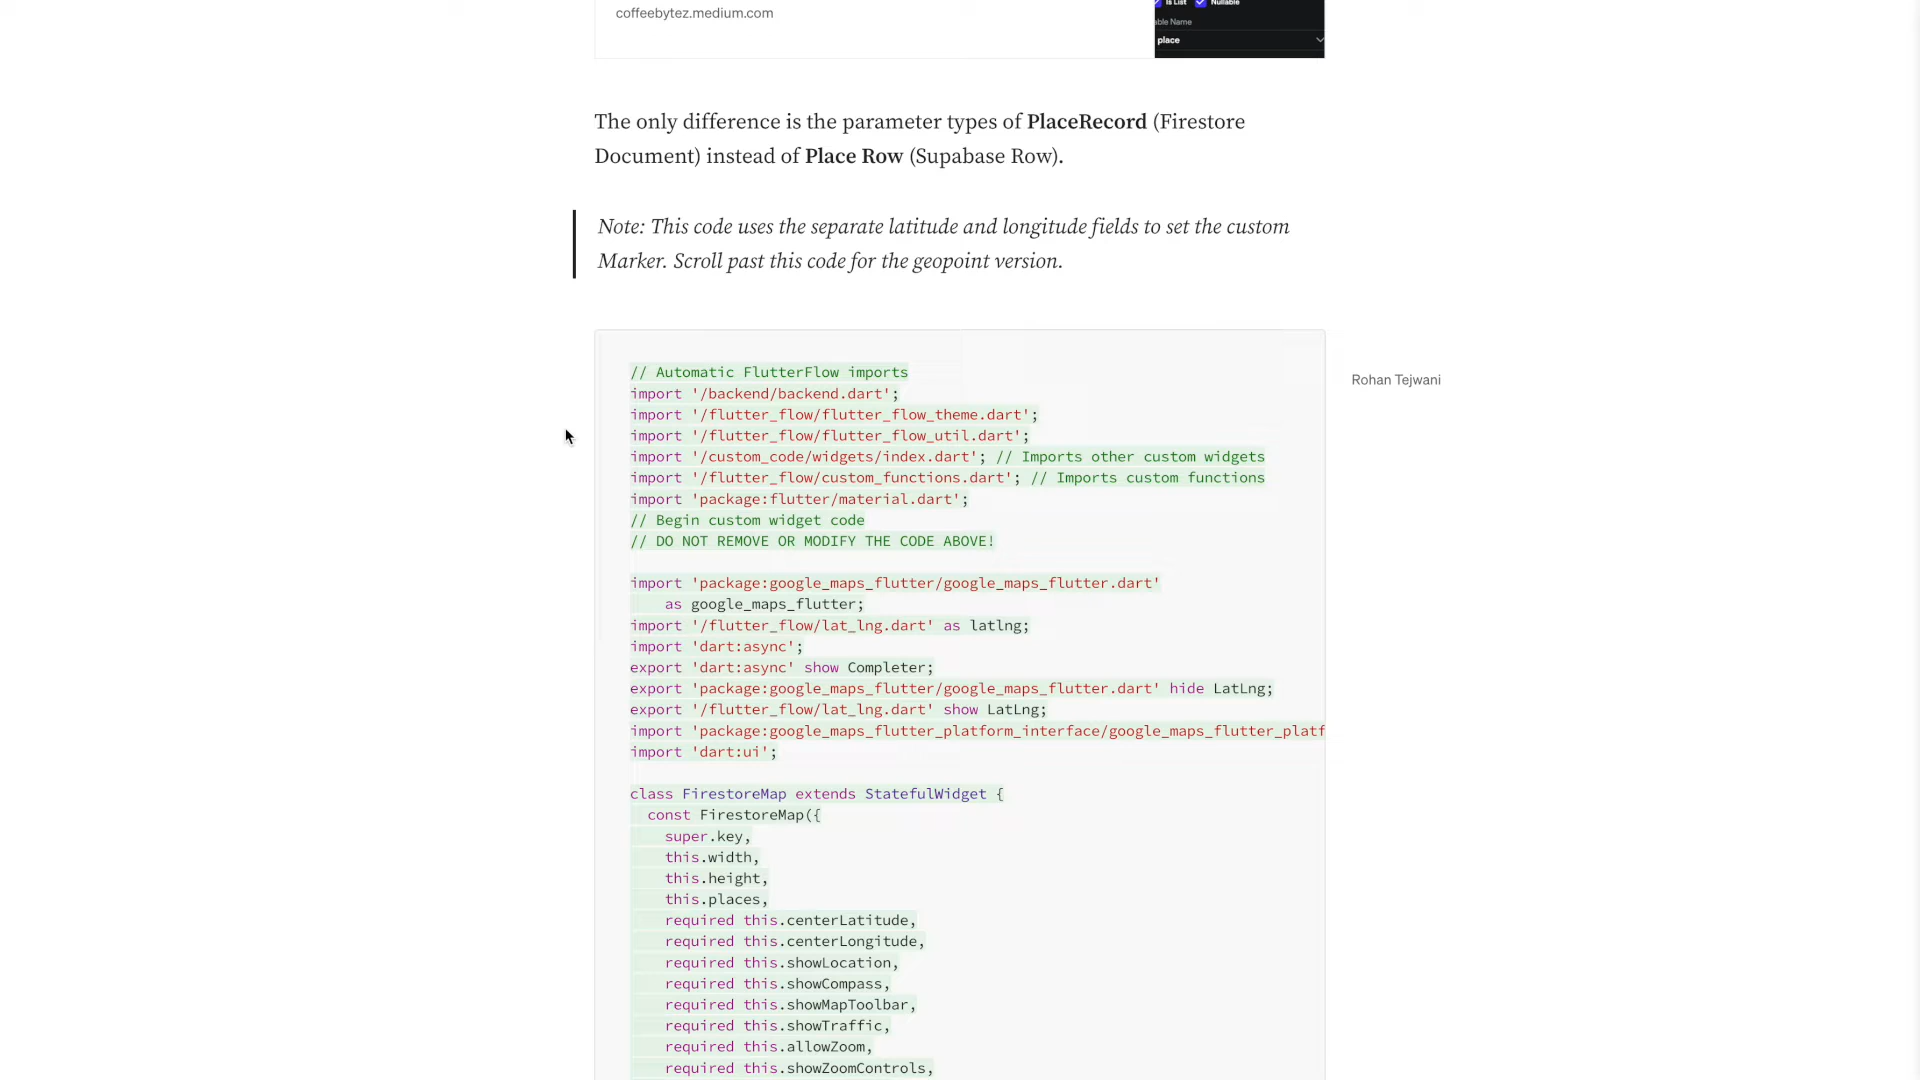 coffeebytez.medium.com
Is List Nullable
able Name
place
The only difference is the parameter types of PlaceRecord (Firestore
Document) instead of Place Row (Supabase Row).
Note: This code uses the separate latitude and longitude fields to set the custom
Marker. Scroll past this code for the geopoint version.
// Automatic FlutterFlow imports
Rohan Tejwani
import '/backend/backend.dart';
import '/flutter_flow/flutter_flow_theme.dart';
import '/flutter_flow/flutter_flow_util.dart';
import '/custom_code/widgets/index.dart'; // Imports other custom widgets
import '/flutter_flow/custom_functions.dart'; // Imports custom functions
import 'package:flutter/material.dart';
// Begin custom widget code
// DO NOT REMOVE OR MODIFY THE CODE ABOVE!
import 'package:google_maps_flutter/google_maps_flutter.dart'
as google_maps_flutter;
import '/flutter_flow/lat_lng.dart' as latlng;
import 'dart:async';
export 'dart:async' show Completer;
export 'package:google_maps_flutter/google_maps_flutter.dart' hide LatLng;
export '/flutter_flow/lat_lng.dart' show LatLng;
import 'package:google_maps_flutter_platform_interface/google_maps_flutter_platf
import 'dart:ui';
class FirestoreMap extends StatefulWidget {
const FirestoreMap({
super.key,
this.width,
this.height,
this.places,
required this.centerLatitude,
required this.centerLongitude,
required this.showLocation,
required this.showCompass,
required this.showMapToolbar,
required this.showTraffic,
required this.allowZoom,
required this.showZoomControls,